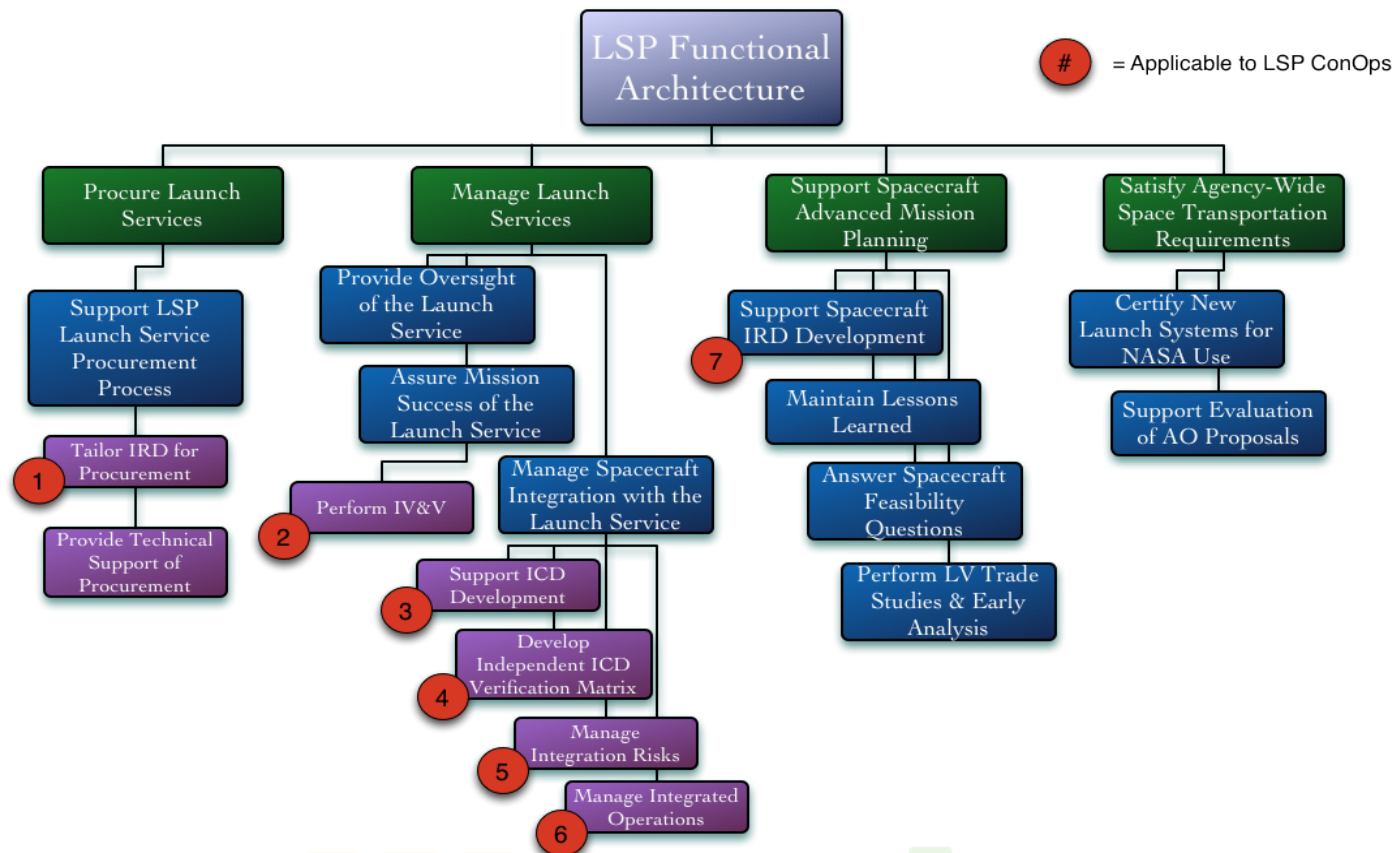 LSP Functional
Architecture
#
= Applicable to LSP ConOps
Procure Launch
Services
Manage Launch
Services
Support Spacecraft
Advanced Mission
Planning
Satisfy Agency-Wide
Space Transportation
Requirements
Support LSP
Launch Service
Procurement
Process
Tailor IRD for
Procurement
1
Provide Technical
Support of
Procurement
Provide Oversight
of the Launch
Service
Assure Mission
Success of the
Launch Service
Perform IV&V
2
Manage Spacecraft
Integration with the
Launch Service
Support ICD
Development
3
Develop
Independent ICD
Verification Matrix
4
Manage
Integration Risks
5
Manage Integrated
Operations
6
Support Spacecraft
IRD Development
7
Maintain Lessons
Learned
Answer Spacecraft
Feasibility
Questions
Perform LV Trade
Studies & Early
Analysis
Certify New
Launch Systems for
NASA Use
Support Evaluation
of AO Proposals